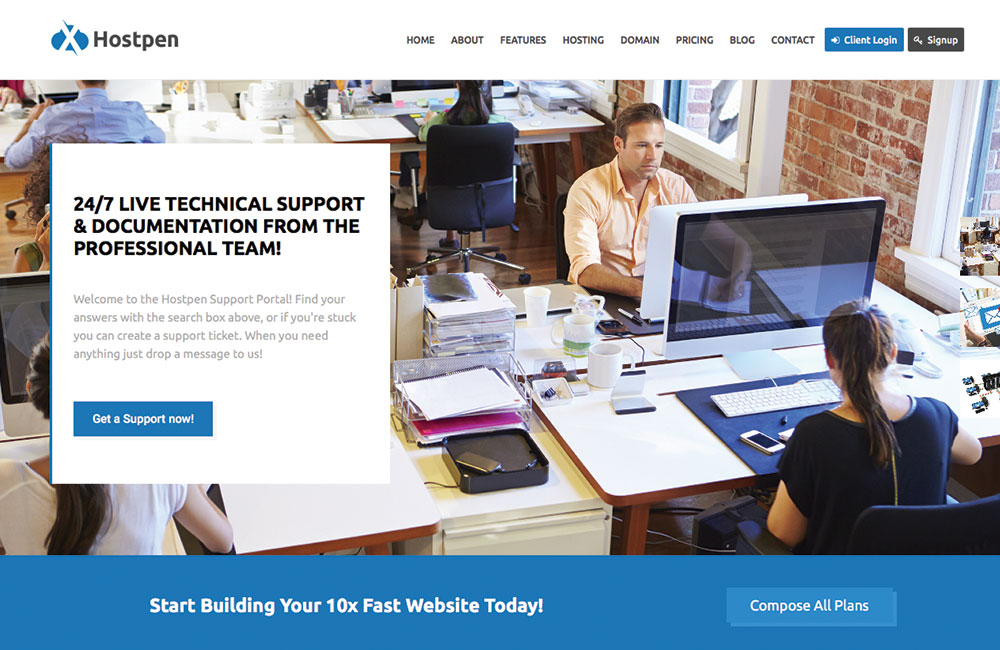 Hostpen
HOME ABOUT FEATURES HOSTING DOMAIN PRICING BLOG CONTACT Client Login Signup
24/7 LIVE TECHNICAL SUPPORT
& DOCUMENTATION FROM THE
PROFESSIONAL TEAM!
Welcome to the Hostpen Support Portal! Find your
answers with the search box above, or if you're stuck
you can create a support ticket. When you need
anything just drop a message to us!
Get a Support now!
Start Building Your 10x Fast Website Today!
Compose All Plans